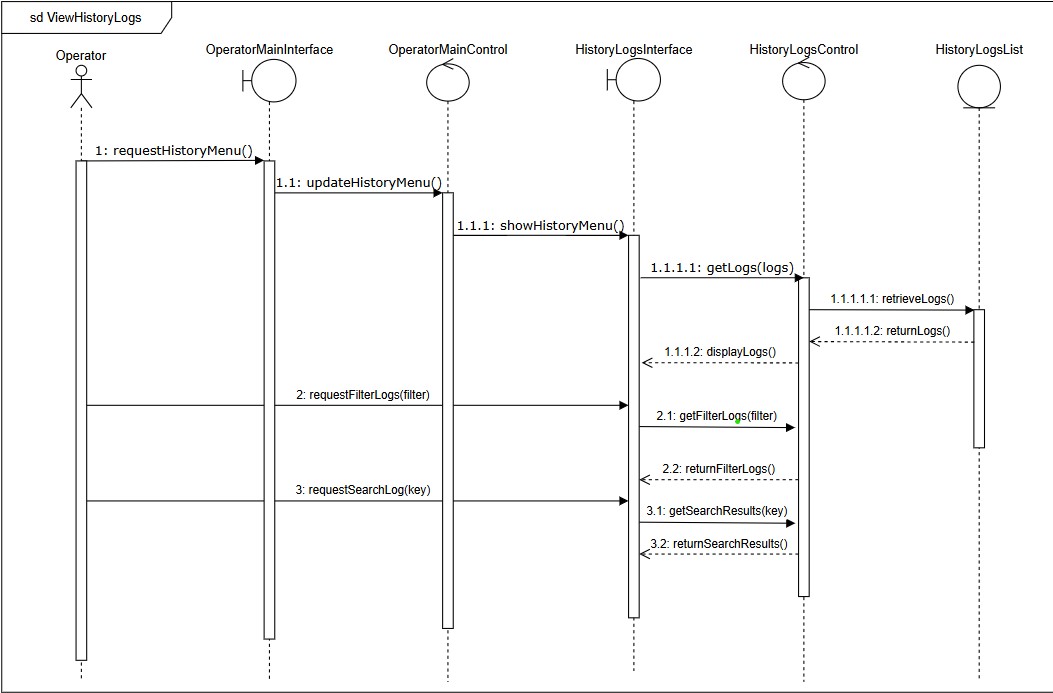 sd ViewHistoryLogs
Operator
OperatorMainInterface
OperatorMainControl
HistoryLogsInterface
HistoryLogsControl
HistoryLogsList
1: requestHistoryMenu()
1.1: updateHistoryMenu()
1.1.1: showHistoryMenu()
1.1.1.1: getLogs(logs)
1.1.1.1.1: retrieveLogs()
1.1.1.1.2: returnLogs()
1.1.1.2: displayLogs()
2: requestFilterLogs(filter)
2.1: getFilterLogs(filter)
2.2: returnFilterLogs()
3: requestSearchLog(key)
3.1: getSearchResults(key)
3.2: returnSearchResults()